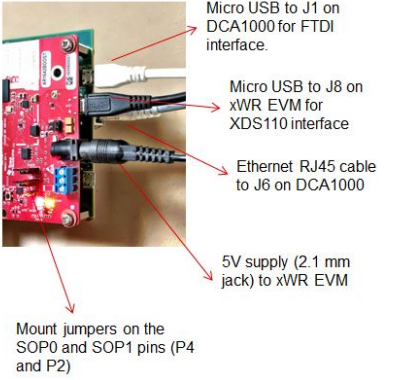 Micro USB to J1 on
DCA1000 for FTDI
interface.
Micro USB to J8 on
xWR EVM for
XDS110 interface
Ethernet RJ45 cable
to J6 on DCA1000
5V supply (2.1 mm
jack) to xWR EVM
Mount jumpers on the
SOP0 and SOP1 pins (P4
and P2)